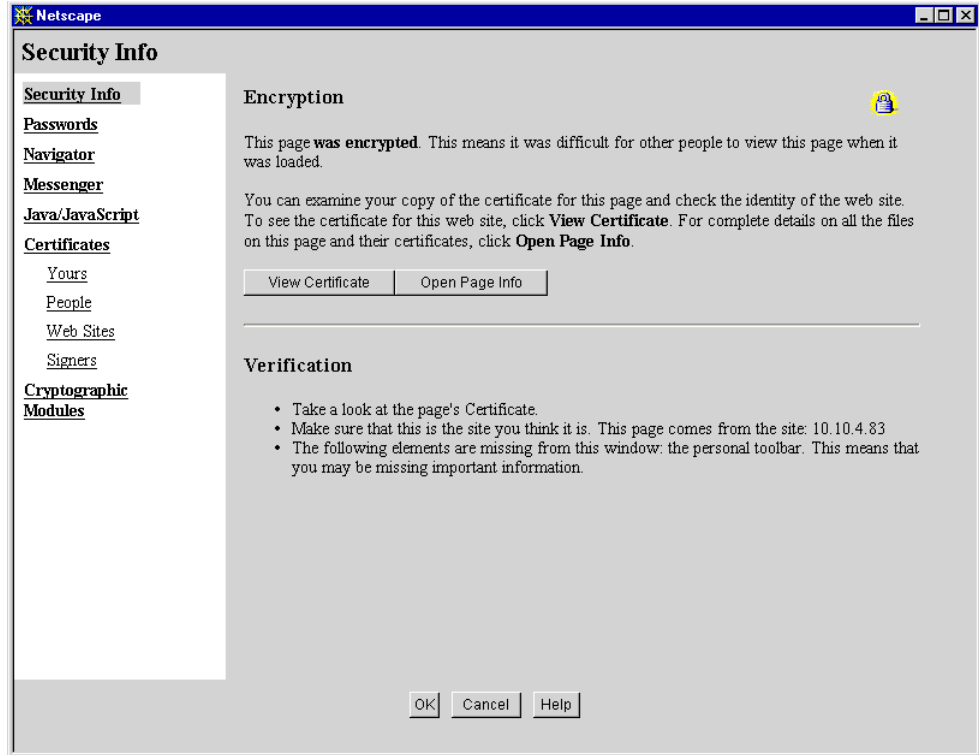 Netscape
Security Info
Security Info
Passwords
Navigator
Messenger
Java/JavaScript
Certificates
Yours
People
Web Sites
Signers
Cryptographic
Modules
Encryption
This page was encrypted. This means it was difficult for other people to view this page when it
was loaded.
You can examine your copy of the certificate for this page and check the identity of the web site.
To see the certificate for this web site, click View Certificate. For complete details on all the files
on this page and their certificates, click Open Page Info.
View Certificate Open Page Info
Verification
• Take a look at the page's Certificate.
• Make sure that this is the site you think it is. This page comes from the site: 10.10.4.83
• The following elements are missing from this window: the personal toolbar. This means that
you may be missing important information.
OK Cancel Help